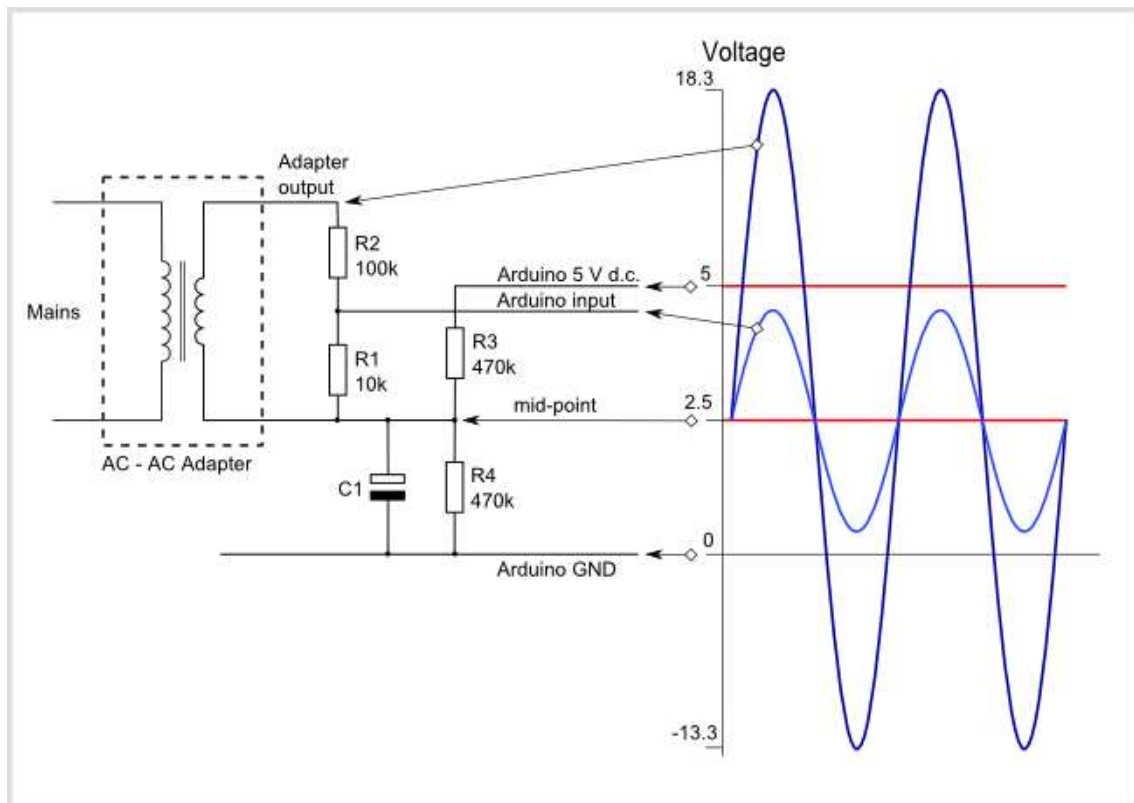 Voltage
18.3
Adapter
output
R2
100k
Arduino 5 V d.c.
5
Arduino input
Mains
R1
10k
R3
470k
mid-point
2.5
AC - AC Adapter
C1
R4
470k
0
Arduino GND
-13.3